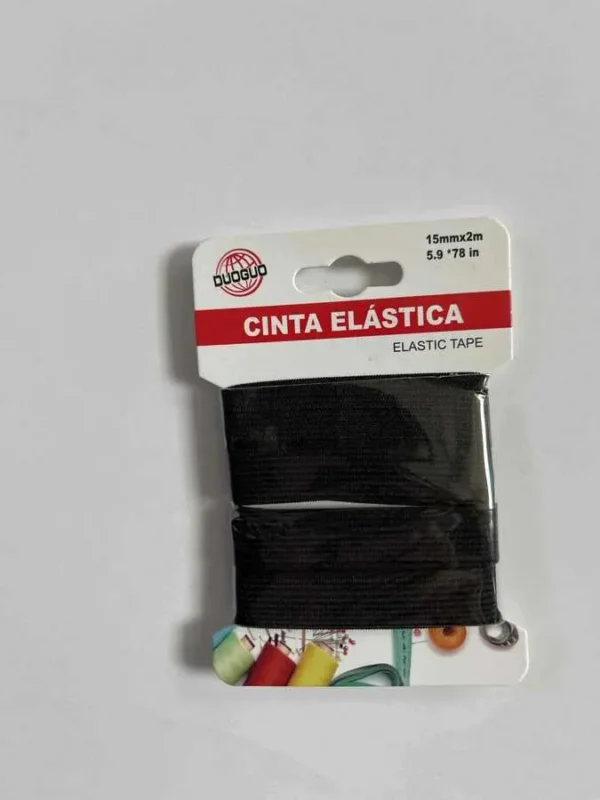 DUOGUO
15mmx2m
5.9 *78 in
CINTA ELÁSTICA
ELASTIC TAPE